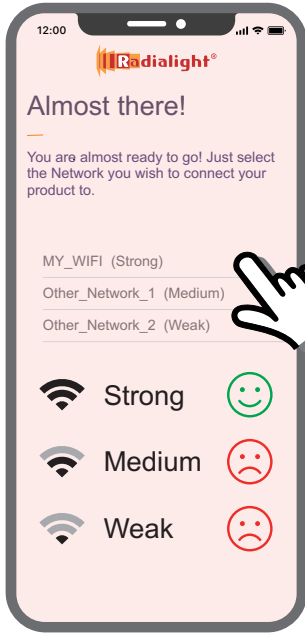 12:00
Radialight®
Almost there!
You are almost ready to go! Just select
the Network you wish to connect your
product to.
MY_WIFI (Strong)
Other_Network_1 (Medium)
Other_Network_2 (Weak)
Strong
Medium
Weak